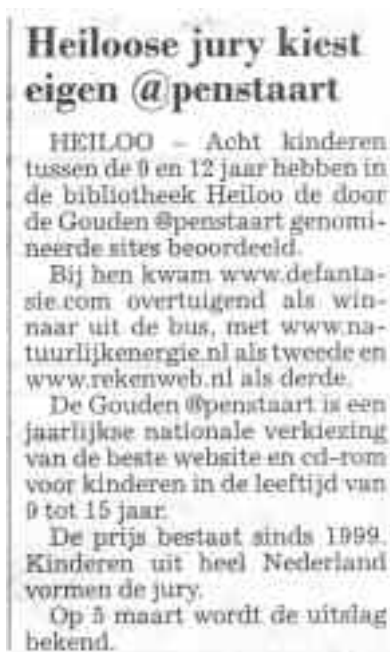 Heiloose jury kiest
eigen @penstaart
HEILOO – Acht kinderen
tussen de 9 en 12 jaar hebben in
de bibliotheek Heiloo de door
de Gouden @penstaart genomi-
neerde sites beoordeeld.
Bij hen kwam www.defanta-
sie.com overtuigend als win-
naar uit de bus, met www.na-
tuurlijkenergie.nl als tweede en
www.rekenweb.nl als derde.
De Gouden @penstaart is een
jaarlijkse nationale verkiezing
van de beste website en cd-rom
voor kinderen in de leeftijd van
9 tot 15 jaar.
De prijs bestaat sinds 1999.
Kinderen uit heel Nederland
vormen de jury.
Op 5 maart wordt de uitslag
bekend.